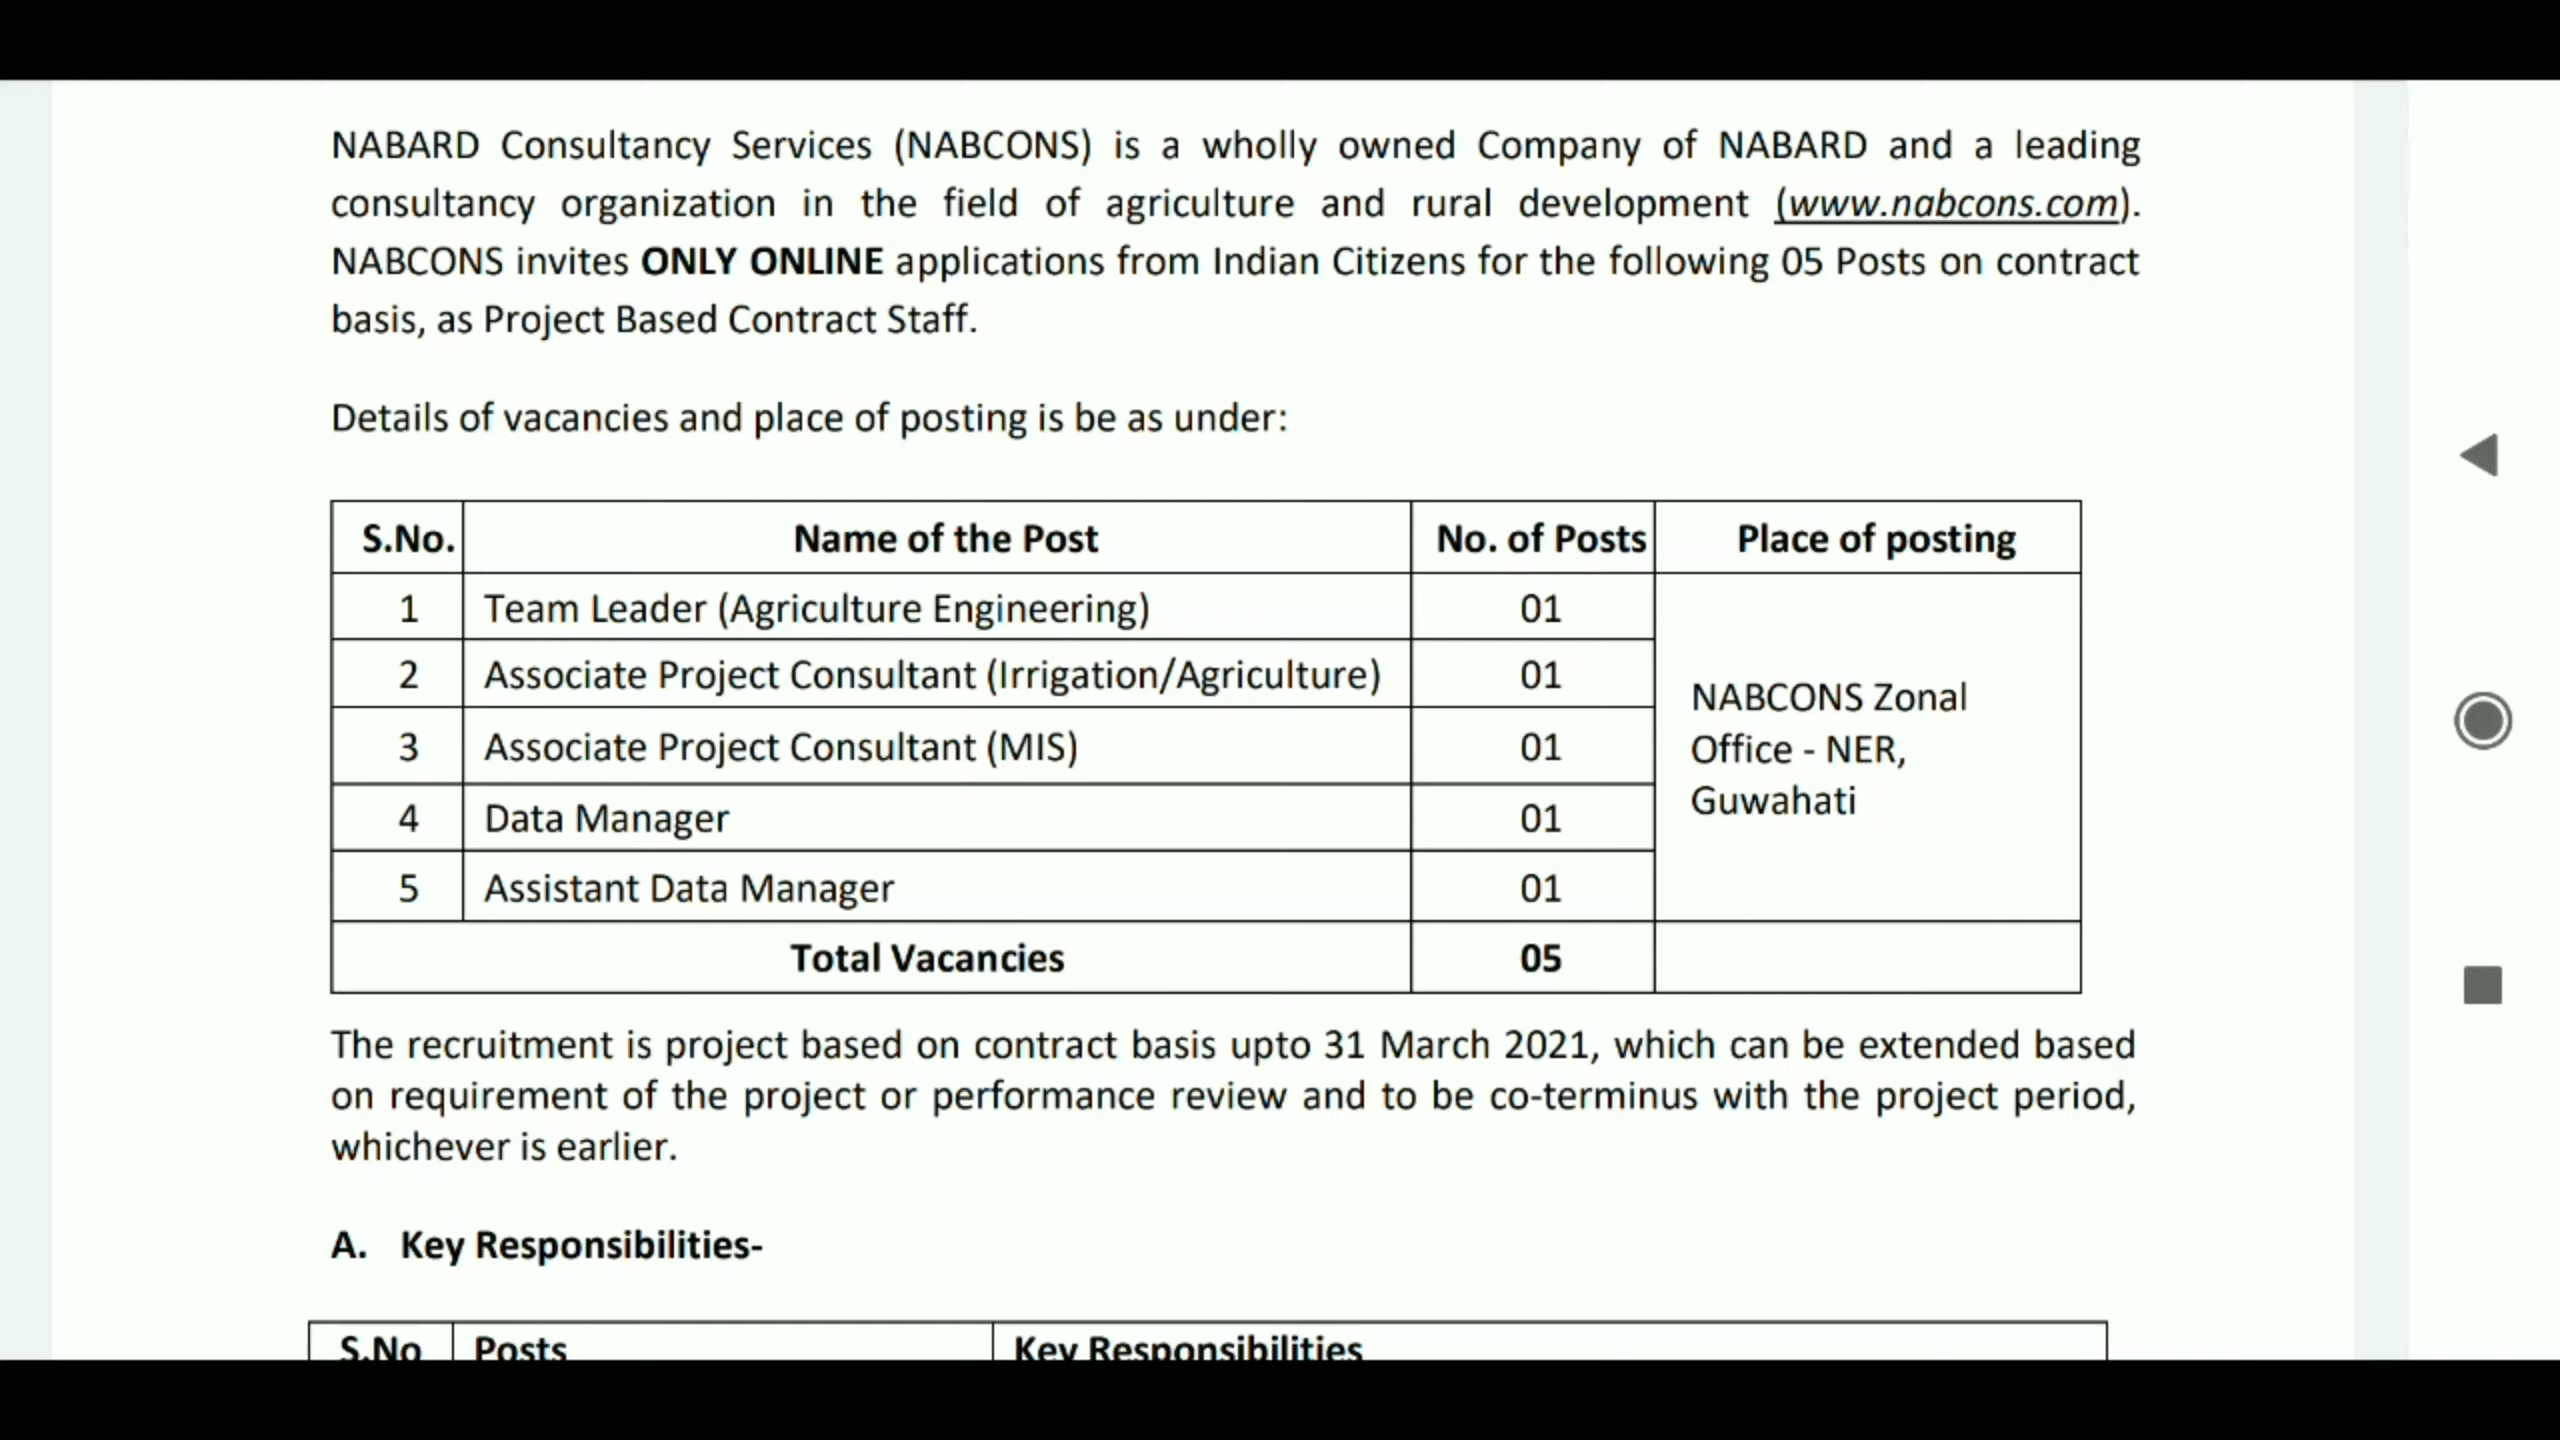 NABARD Consultancy Services (NABCONS) is a wholly owned Company of NABARD and a leading
consultancy organization in the field of agriculture and rural development (www.nabcons.com).
NABCONS invites ONLY ONLINE applications from Indian Citizens for the following 05 Posts on contract
basis, as Project Based Contract Staff.
Details of vacancies and place of posting is be as under:
S.No. Name of the Post No. of Posts Place of posting
1 Team Leader (Agriculture Engineering) 01
2 Associate Project Consultant (Irrigation/Agriculture) 01
3 Associate Project Consultant (MIS) 01
4 Data Manager 01
5 Assistant Data Manager 01
NABCONS Zonal
Office - NER,
Guwahati
Total Vacancies 05
The recruitment is project based on contract basis upto 31 March 2021, which can be extended based
on requirement of the project or performance review and to be co-terminus with the project period,
whichever is earlier.
A. Key Responsibilities-
S.No Posts Key Responsibilities